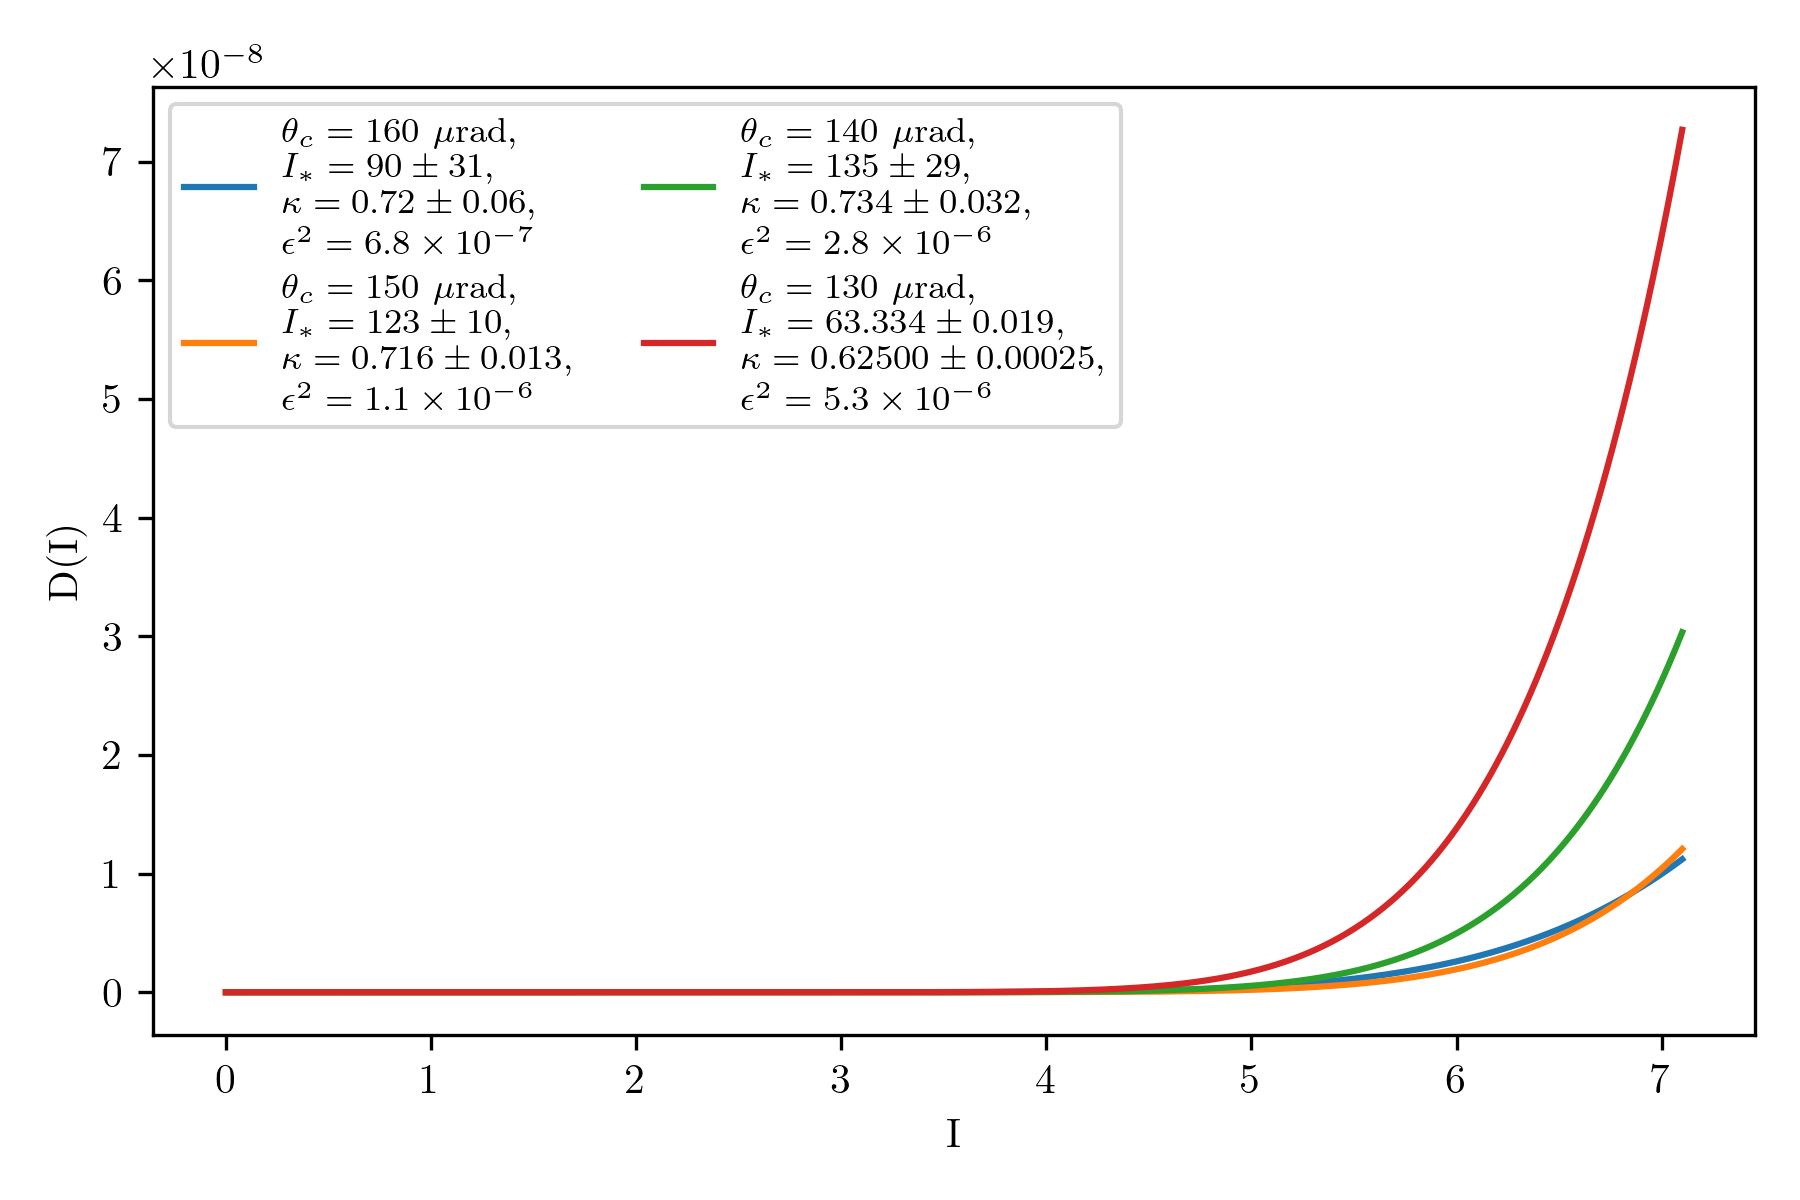 ×10⁻⁸
θ_c = 160 μrad,
I_* = 90 ± 31,
κ = 0.72 ± 0.06,
ϵ² = 6.8 × 10⁻⁷
θ_c = 150 μrad,
I_* = 123 ± 10,
κ = 0.716 ± 0.013,
ϵ² = 1.1 × 10⁻⁶
θ_c = 140 μrad,
I_* = 135 ± 29,
κ = 0.734 ± 0.032,
ϵ² = 2.8 × 10⁻⁶
θ_c = 130 μrad,
I_* = 63.334 ± 0.019,
κ = 0.62500 ± 0.00025,
ϵ² = 5.3 × 10⁻⁶
7
6
5
4
3
2
1
0
D(I)
0 1 2 3 4 5 6 7
I